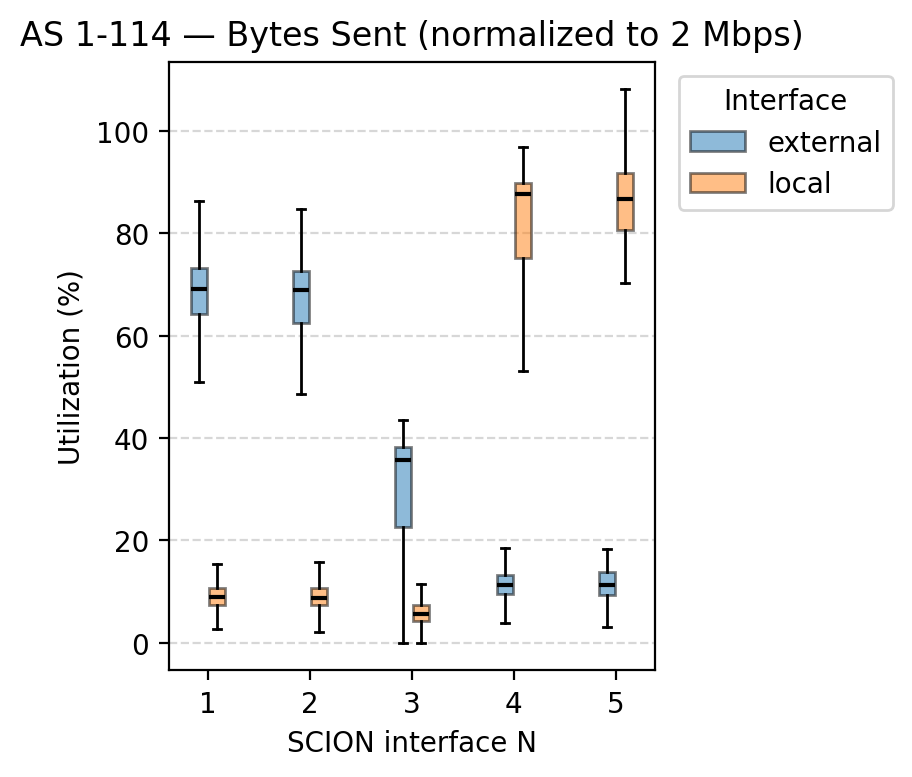 AS 1-114 — Bytes Sent (normalized to 2 Mbps)
Interface
external
local
Utilization (%)
100
80
60
40
20
0
1 2 3 4 5
SCION interface N